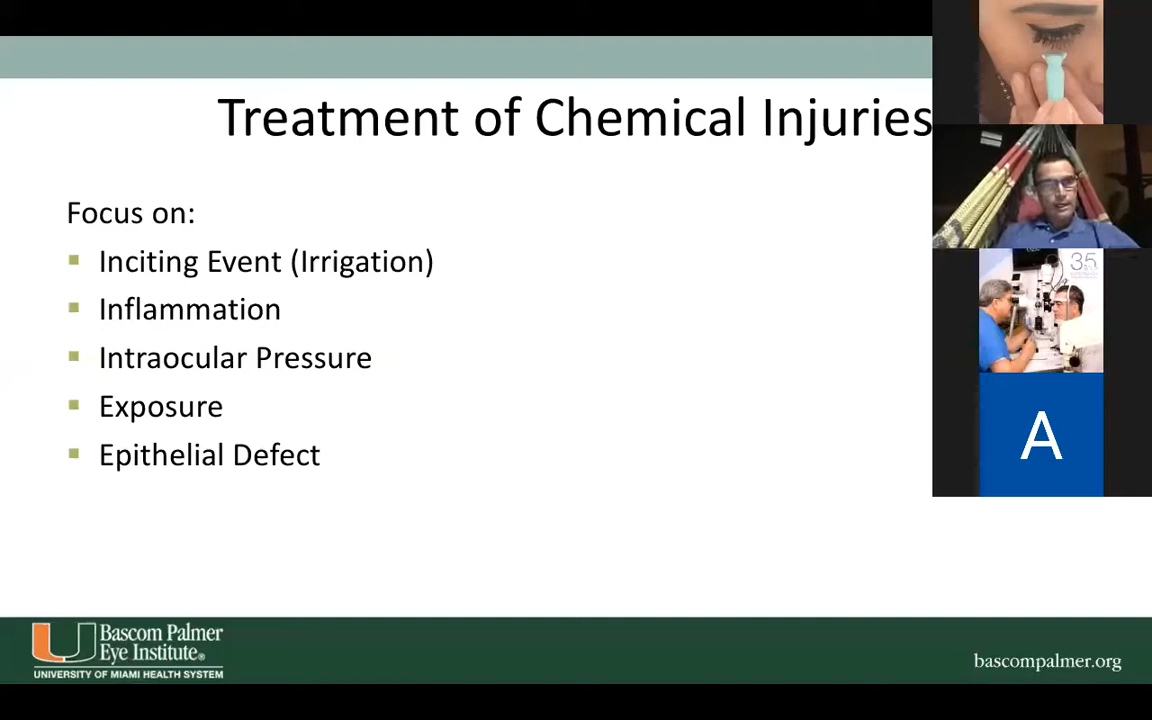 Treatment of Chemical Injuries
Focus on:
Inciting Event (Irrigation)
Inflammation
Intraocular Pressure
Exposure
Epithelial Defect
35
A
Bascom Palmer
Eye Institute®
UNIVERSITY OF MIAMI HEALTH SYSTEM
bascompalmer.org